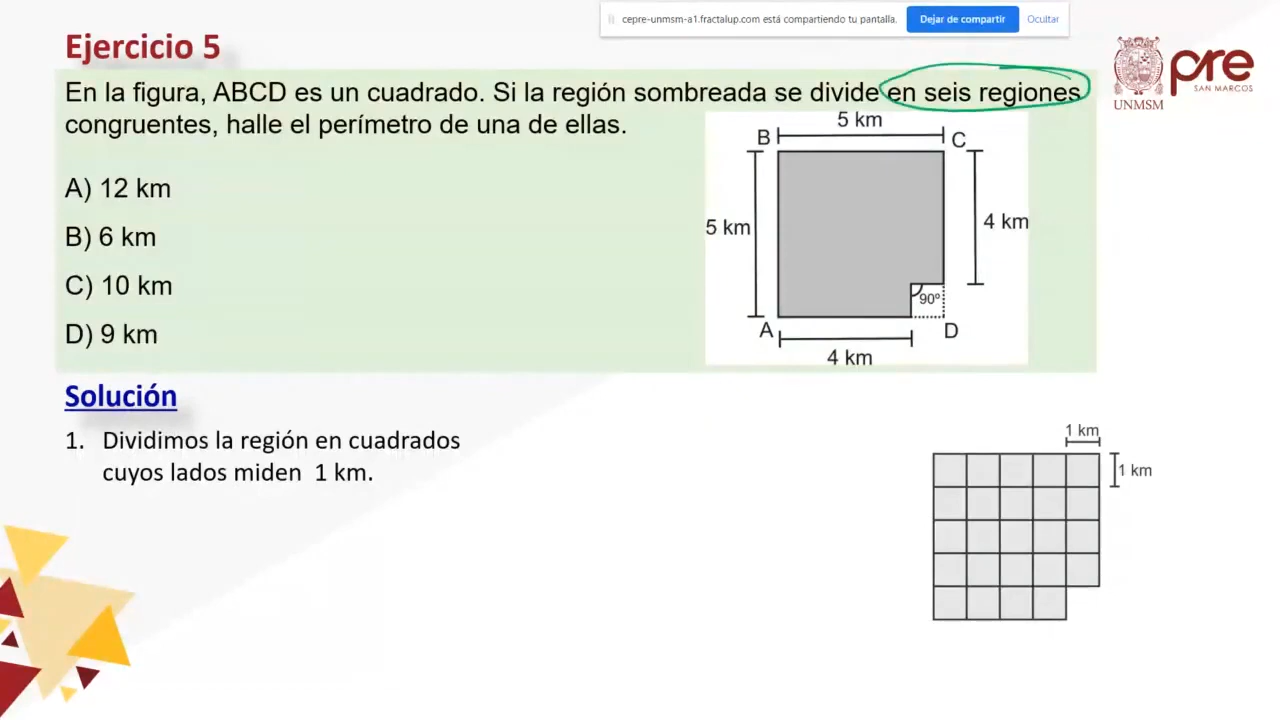 cepre-unmsm-a1.fractalup.com está compartiendo tu pantalla. Dejar de compartir Ocultar
Ejercicio 5
pre
SAN MARCOS
UNMSM
En la figura, ABCD es un cuadrado. Si la región sombreada se divide en seis regiones
congruentes, halle el perímetro de una de ellas.
A) 12 km
B) 6 km
C) 10 km
D) 9 km
5 km
B
C
5 km
4 km
90º
A
D
4 km
Solución
1. Dividimos la región en cuadrados
cuyos lados miden 1 km.
1 km
1 km